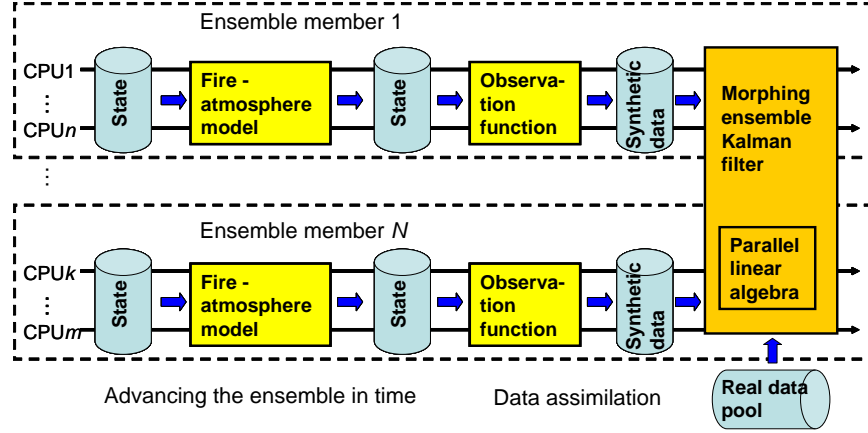 Ensemble member 1
CPU1
⋮
CPUn
State
Fire -
atmosphere
model
State
Observa-
tion
function
Synthetic
data
Morphing
ensemble
Kalman
filter
⋮
Ensemble member N
CPUk
⋮
CPUm
State
Fire -
atmosphere
model
State
Observa-
tion
function
Synthetic
data
Parallel
linear
algebra
Advancing the ensemble in time
Data assimilation
Real data
pool